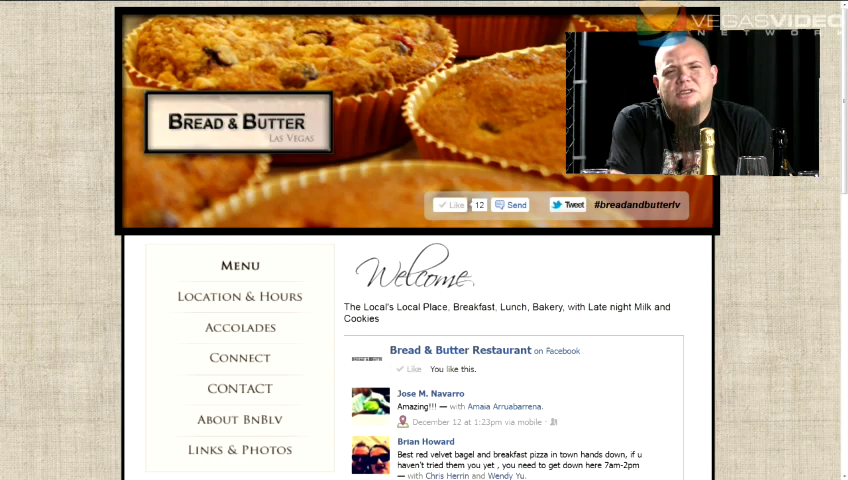 VEGASVIDEO
NETWORK
BREAD & BUTTER
LAS VEGAS
Like 12 Send Tweet #breadandbutterlv
MENU
LOCATION & HOURS
ACCOLADES
CONNECT
CONTACT
ABOUT BNBLV
LINKS & PHOTOS
Welcome.
The Local's Local Place, Breakfast, Lunch, Bakery, with Late night Milk and
Cookies
Bread & Butter Restaurant on Facebook
Like You like this.
Jose M. Navarro
Amazing!!! — with Amaia Arruabarrena.
December 12 at 1:23pm via mobile ·
Brian Howard
Best red velvet bagel and breakfast pizza in town hands down, if u
haven't tried them you yet , you need to get down here 7am-2pm
— with Chris Herrin and Wendy Yu.